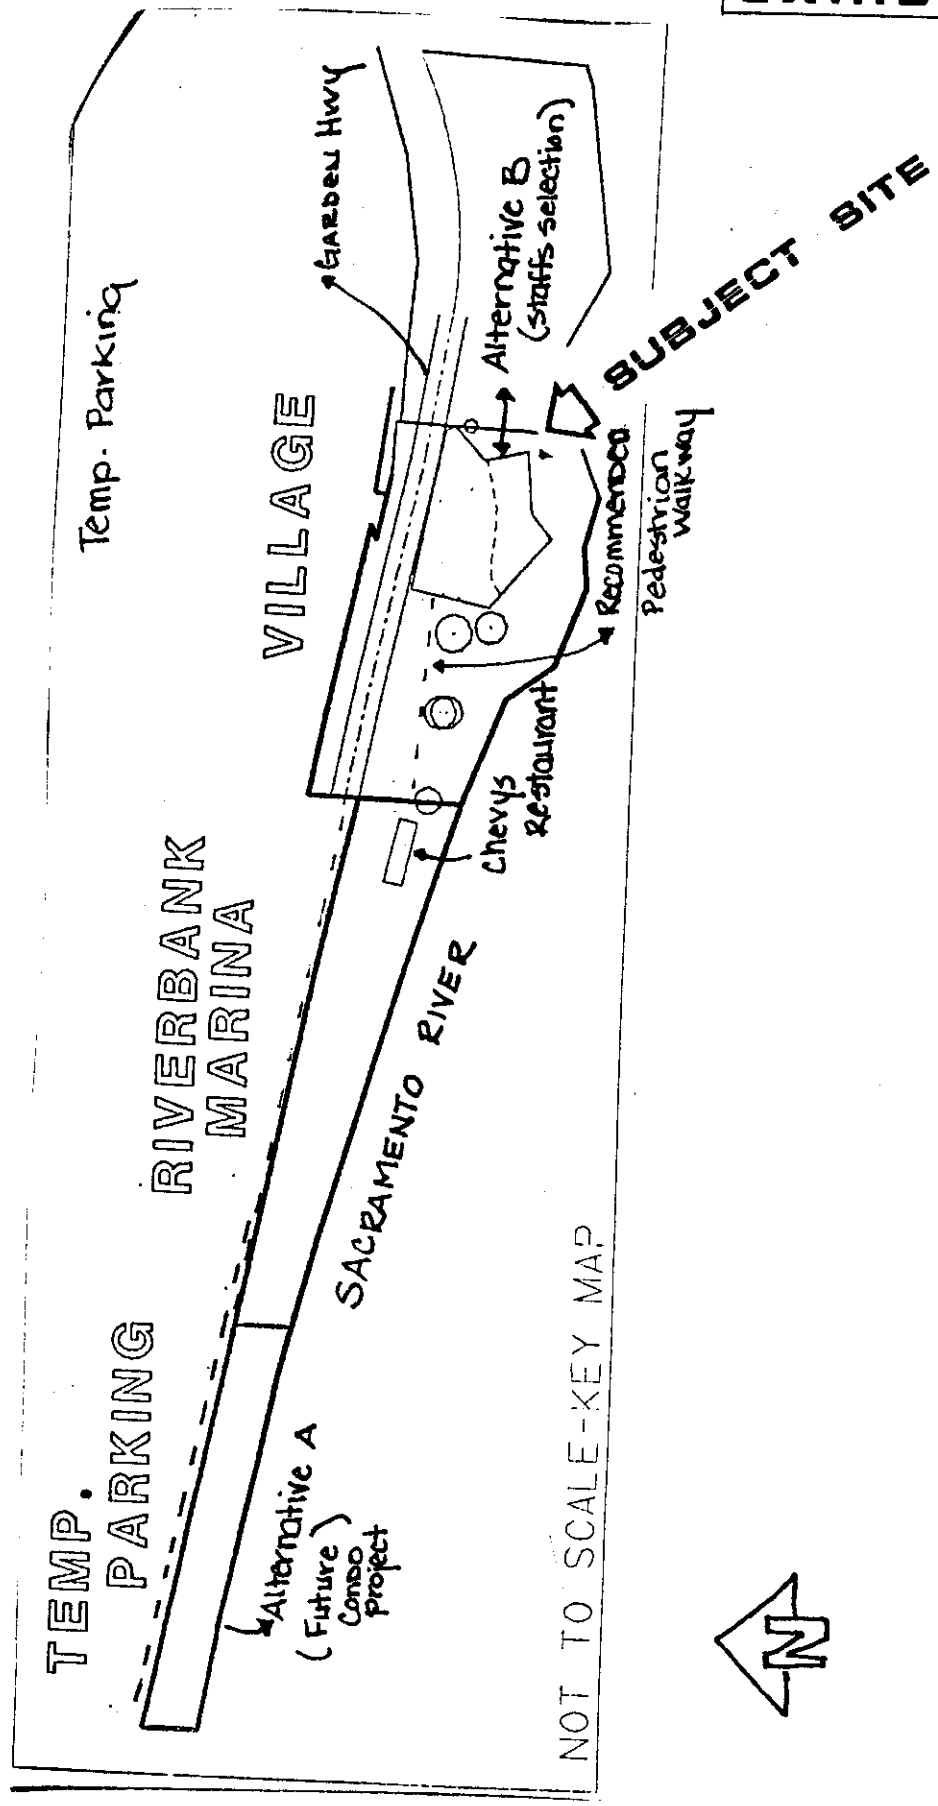 Temp. Parking
GARDEN Hwy
VILLAGE
Alternative B
(staffs selection)
SUBJECT SITE
Recommended
Pedestrian
Walkway
Chevys
Restaurant
RIVERBANK
MARINA
SACRAMENTO RIVER
TEMP.
PARKING
Alternative A
(Future)
Condo
project
NOT TO SCALE-KEY MAP
N